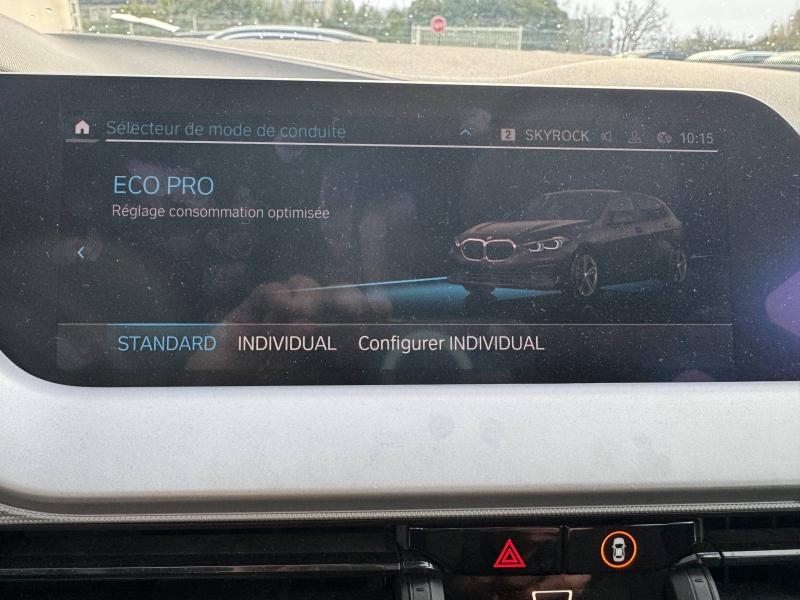 Sélecteur de mode de conduite 2 SKYROCK 10:15
ECO PRO
Réglage consommation optimisée
STANDARD INDIVIDUAL Configurer INDIVIDUAL